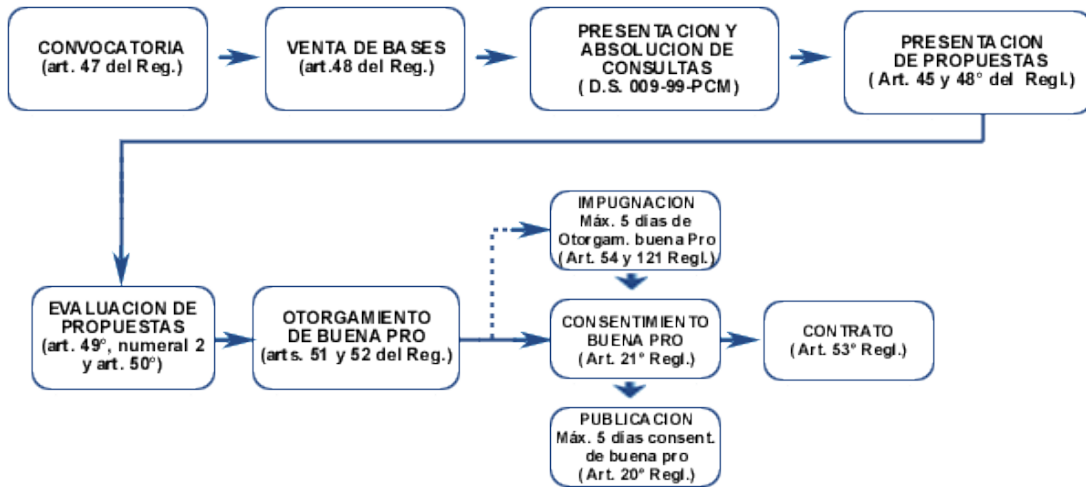 CONVOCATORIA
(art. 47 del Reg.)
VENTA DE BASES
(art.48 del Reg.)
PRESENTACION Y
ABSOLUCION DE
CONSULTAS
( D.S. 009-99-PCM)
PRESENTACION
DE PROPUESTAS
( Art. 45 y 48° del Regl.)
EVALUACION DE
PROPUESTAS
(art. 49°, numeral 2
y art. 50°)
OTORGAMIENTO
DE BUENA PRO
(arts. 51 y 52 del Reg.)
IMPUGNACION
Máx. 5 días de
Otorgam. buena Pro
(Art. 54 y 121 Regl.)
CONSENTIMIENTO
BUENA PRO
(Art. 21° Regl.)
PUBLICACION
Máx. 5 días consent.
de buena pro
( Art. 20° Regl.)
CONTRATO
( Art. 53° Regl.)